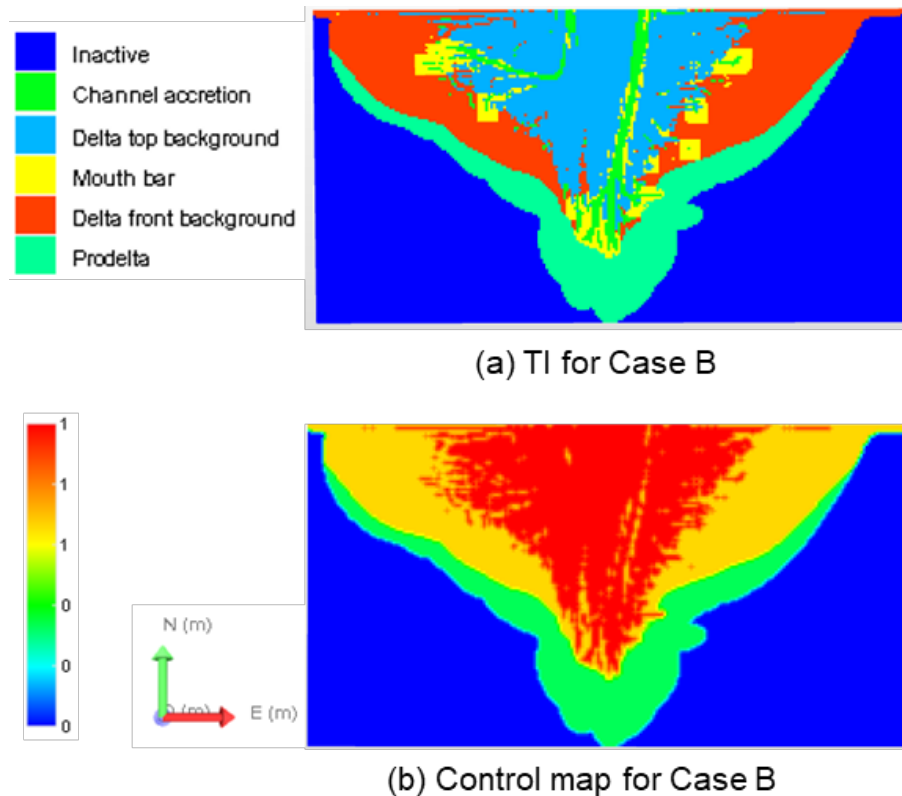 Inactive
Channel accretion
Delta top background
Mouth bar
Delta front background
Prodelta
(a) TI for Case B
1
1
1
0
0
0
N (m)
E (m)
(m)
(b) Control map for Case B